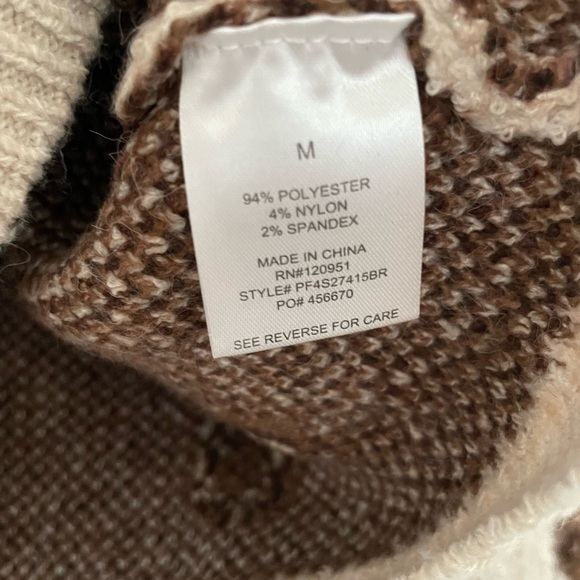 M
94% POLYESTER
4% NYLON
2% SPANDEX
MADE IN CHINA
RN#120951
STYLE# PF4S27415BR
PO# 456670
SEE REVERSE FOR CARE